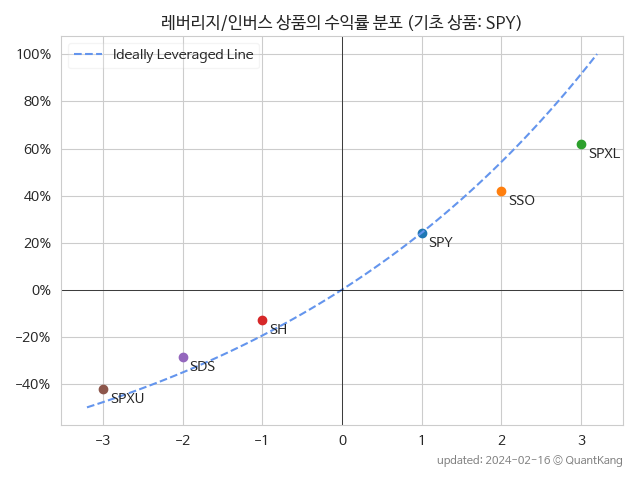 레버리지/인버스 상품의 수익률 분포 (기초 상품: SPY)
100%
80%
60%
40%
20%
0%
−20%
−40%
Ideally Leveraged Line
SPXL
SSO
SPY
SH
SDS
SPXU
−3 −2 −1 0 1 2 3
updated: 2024-02-16 © QuantKang